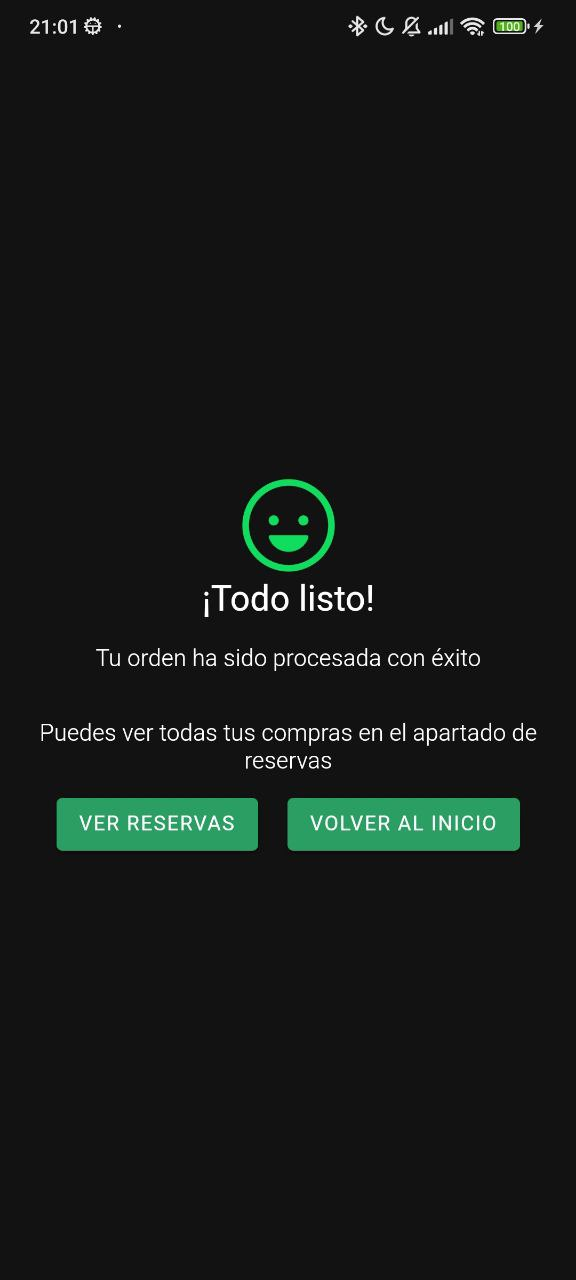 21:01
100
¡Todo listo!
Tu orden ha sido procesada con éxito
Puedes ver todas tus compras en el apartado de
reservas
VER RESERVAS
VOLVER AL INICIO